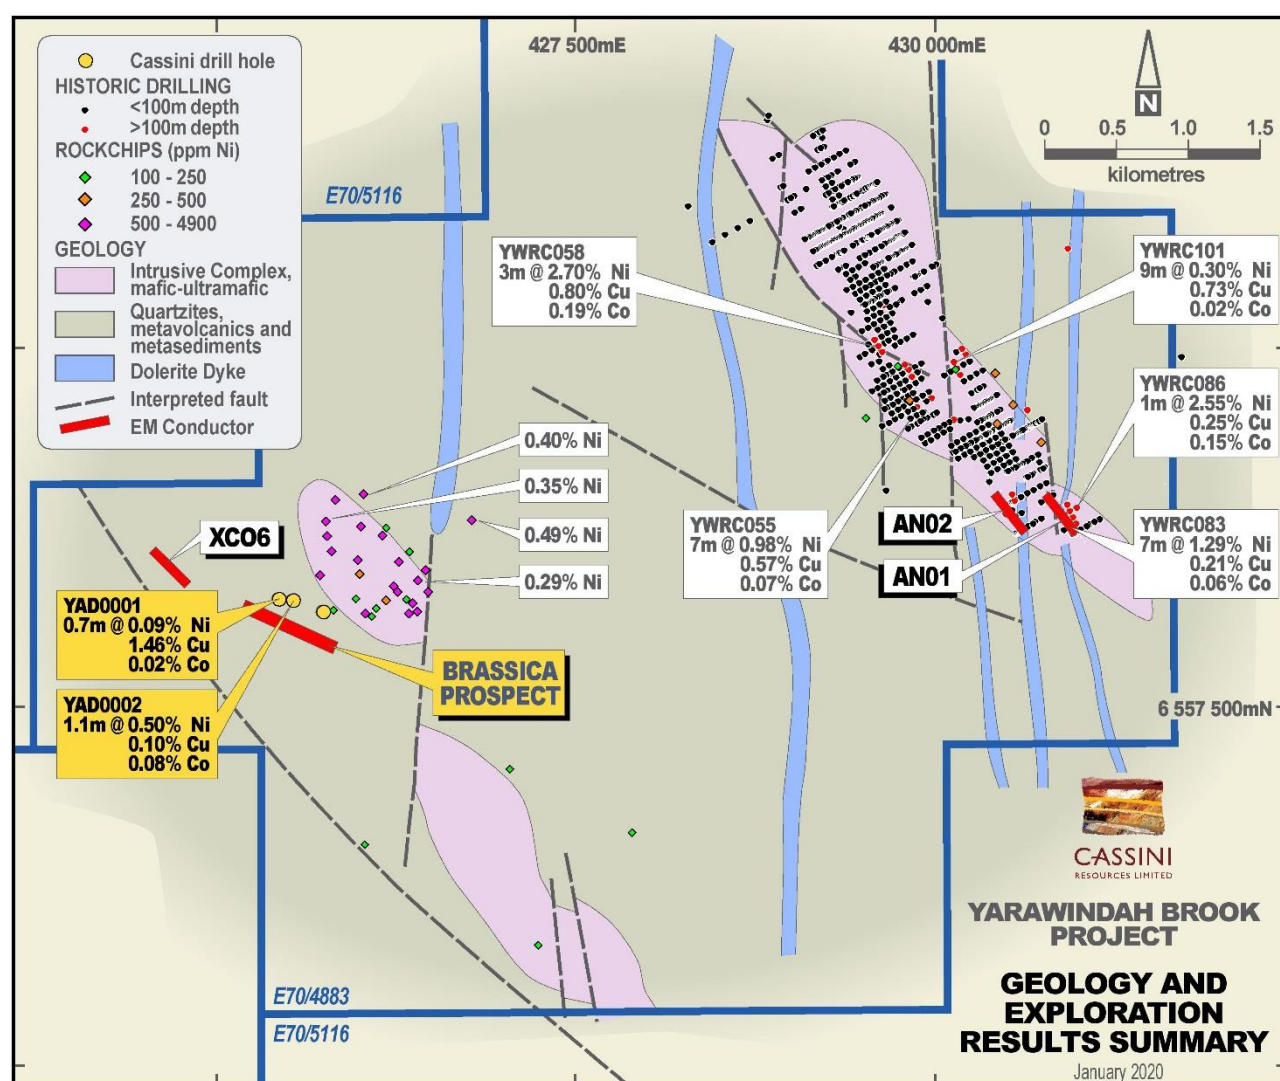 427 500mE
430 000mE
Cassini drill hole
HISTORIC DRILLING
<100m depth
>100m depth
ROCKCHIPS (ppm Ni)
100 - 250
250 - 500
500 - 4900
GEOLOGY
Intrusive Complex,
mafic-ultramafic
Quartzites,
metavolcanics and
metasediments
Dolerite Dyke
Interpreted fault
EM Conductor
N
0 0.5 1.0 1.5
kilometres
E70/5116
YWRC058
3m @ 2.70% Ni
0.80% Cu
0.19% Co
YWRC101
9m @ 0.30% Ni
0.73% Cu
0.02% Co
YWRC086
1m @ 2.55% Ni
0.25% Cu
0.15% Co
0.40% Ni
0.35% Ni
0.49% Ni
0.29% Ni
XCO6
YWRC055
7m @ 0.98% Ni
0.57% Cu
0.07% Co
AN02
AN01
YWRC083
7m @ 1.29% Ni
0.21% Cu
0.06% Co
YAD0001
0.7m @ 0.09% Ni
1.46% Cu
0.02% Co
BRASSICA
PROSPECT
YAD0002
1.1m @ 0.50% Ni
0.10% Cu
0.08% Co
6 557 500mN
CASSINI
RESOURCES LIMITED
YARAWINDAH BROOK
PROJECT
GEOLOGY AND
EXPLORATION
RESULTS SUMMARY
January 2020
E70/4883
E70/5116